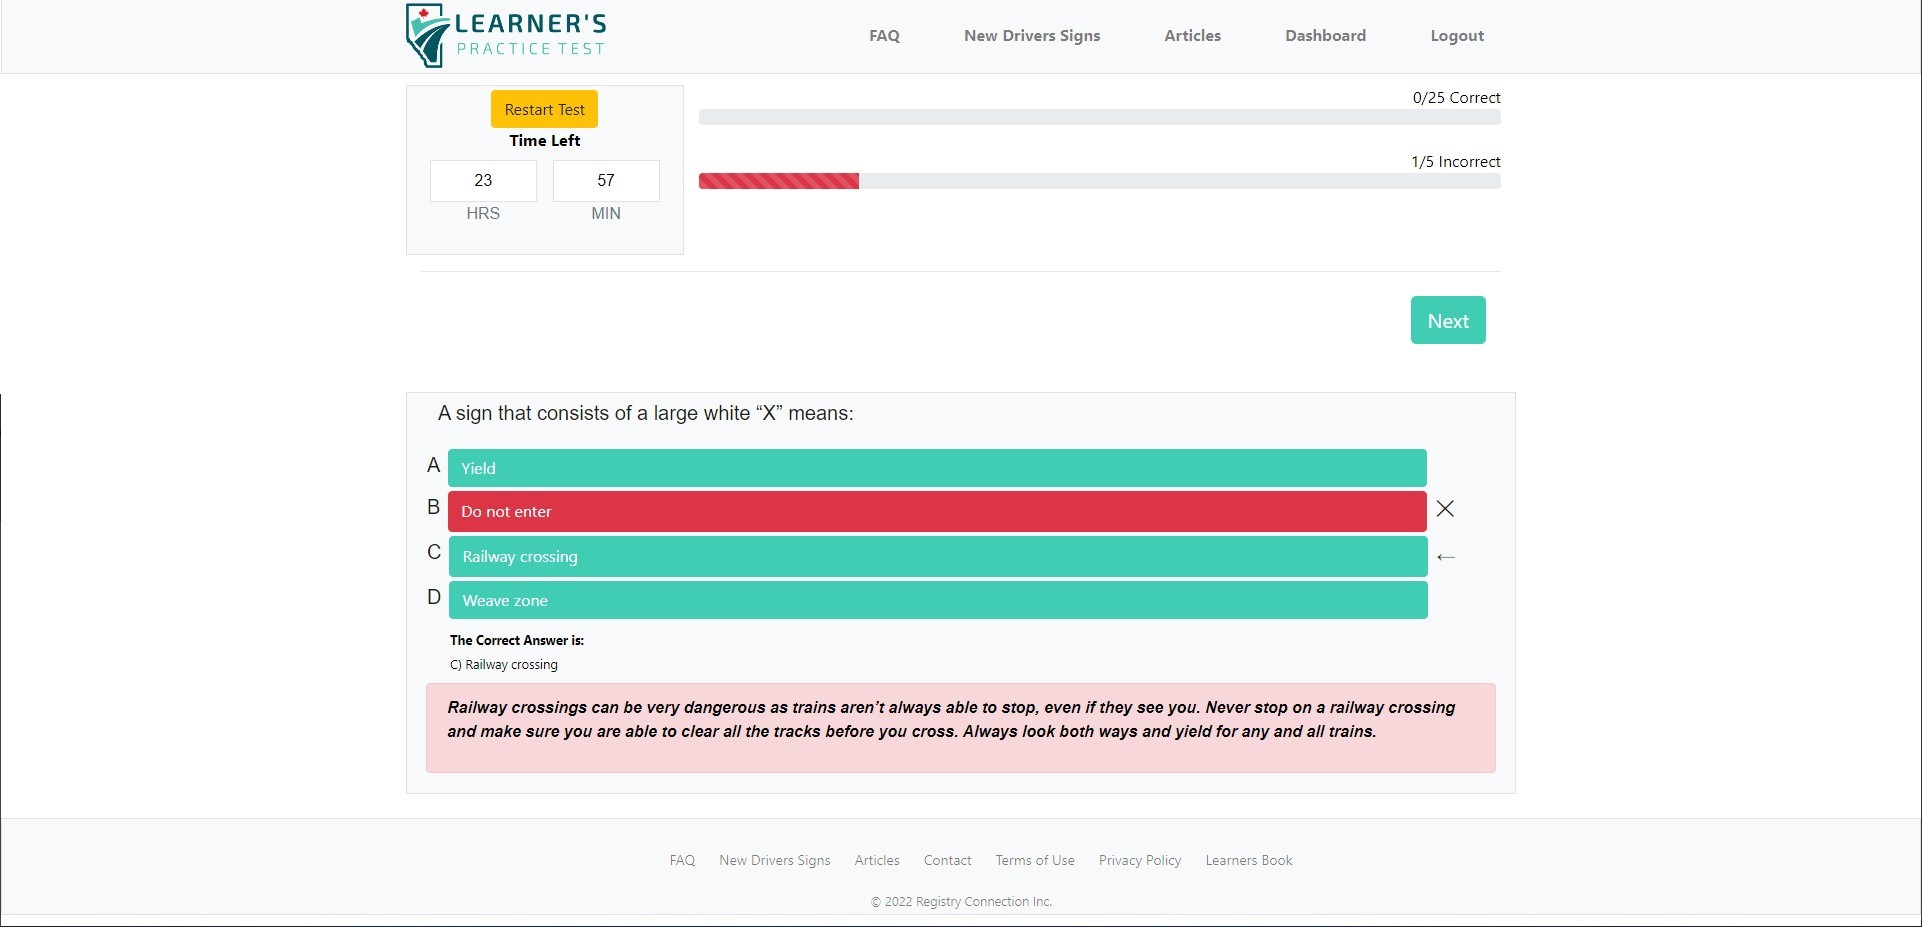 LEARNER'S
PRACTICE TEST
FAQ New Drivers Signs Articles Dashboard Logout
Restart Test
Time Left
23 57
HRS MIN
0/25 Correct
1/5 Incorrect
Next
A sign that consists of a large white “X” means:
A Yield
B Do not enter
C Railway crossing ←
D Weave zone
The Correct Answer is:
C) Railway crossing
Railway crossings can be very dangerous as trains aren’t always able to stop, even if they see you. Never stop on a railway crossing
and make sure you are able to clear all the tracks before you cross. Always look both ways and yield for any and all trains.
FAQ New Drivers Signs Articles Contact Terms of Use Privacy Policy Learners Book
© 2022 Registry Connection Inc.